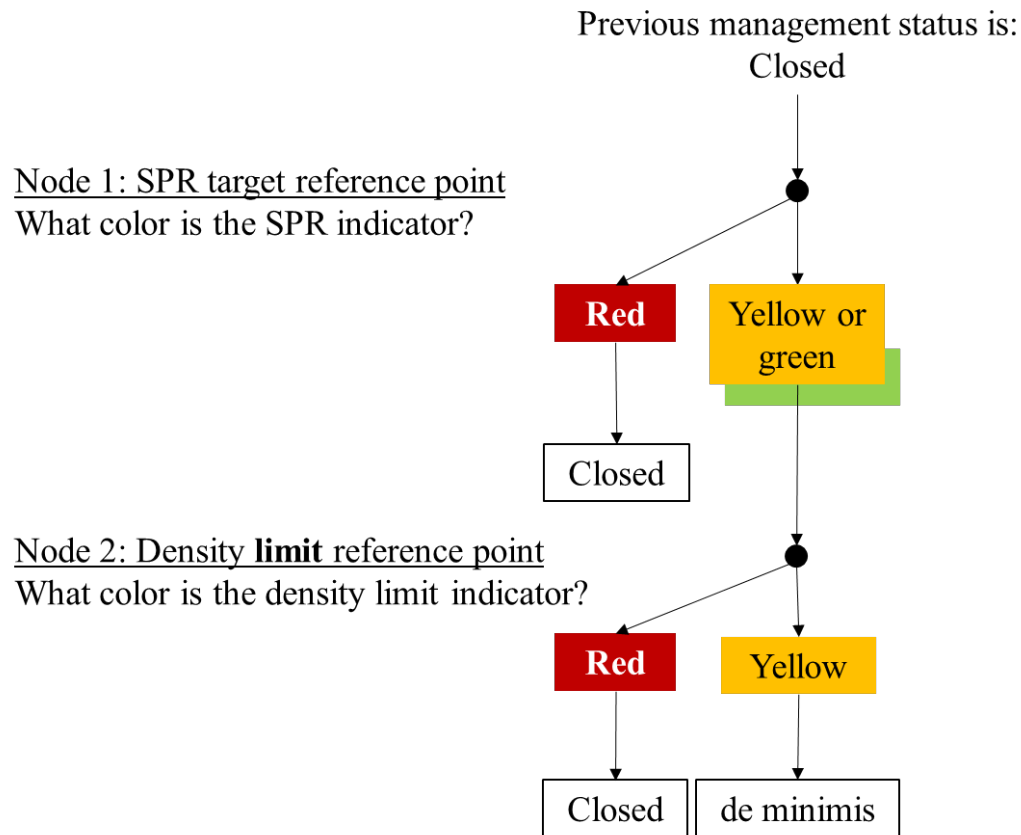 Previous management status is:
Closed
Node 1: SPR target reference point
What color is the SPR indicator?
Red
Yellow or
green
Closed
Node 2: Density limit reference point
What color is the density limit indicator?
Red
Yellow
Closed
de minimis